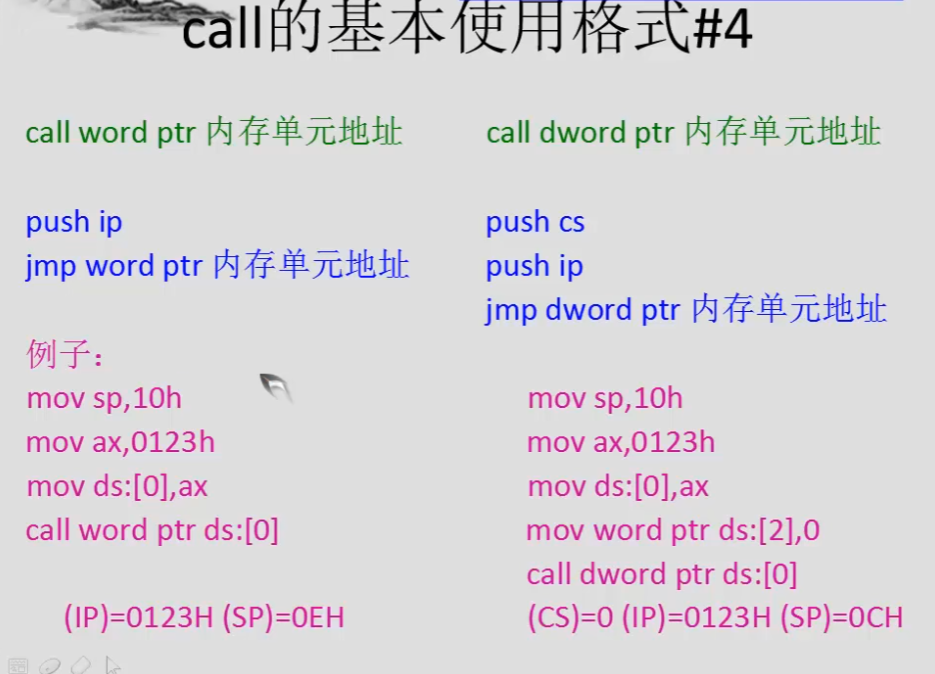 call的基本使用格式#4
call word ptr 内存单元地址
call dword ptr 内存单元地址
push ip
jmp word ptr 内存单元地址
push cs
push ip
jmp dword ptr 内存单元地址
例子：
mov sp,10h
mov ax,0123h
mov ds:[0],ax
call word ptr ds:[0]
(IP)=0123H (SP)=0EH
mov sp,10h
mov ax,0123h
mov ds:[0],ax
mov word ptr ds:[2],0
call dword ptr ds:[0]
(CS)=0 (IP)=0123H (SP)=0CH